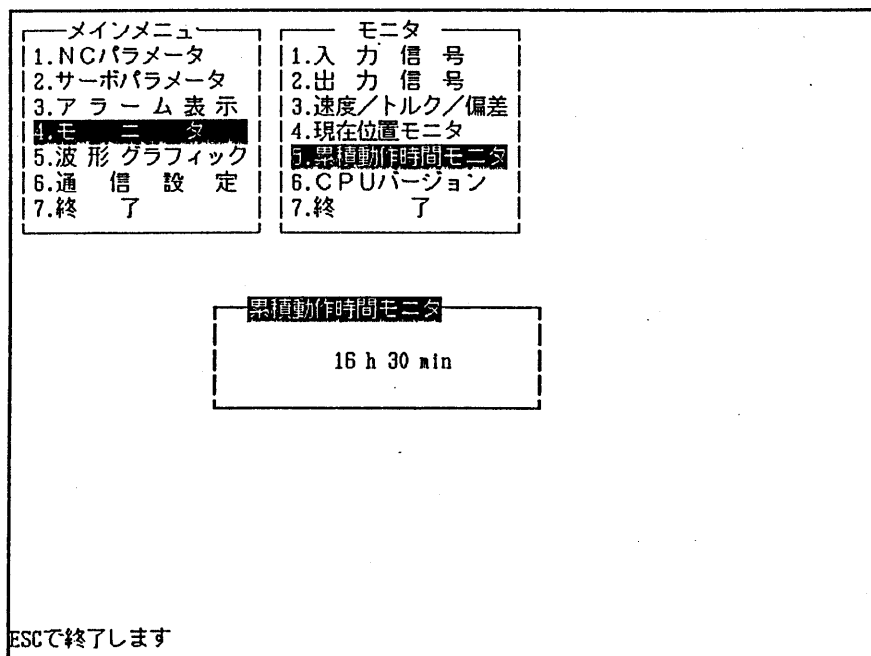 メインメニュー
1.NCパラメータ
2.サーボパラメータ
3.アラーム表示
4.モニタ
5.波形グラフィック
6.通信設定
7.終了
モニタ
1.入力信号
2.出力信号
3.速度／トルク／偏差
4.現在位置モニタ
5.累積動作時間モニタ
6.CPUバージョン
7.終了
累積動作時間モニタ
16 h 30 min
ESCで終了します